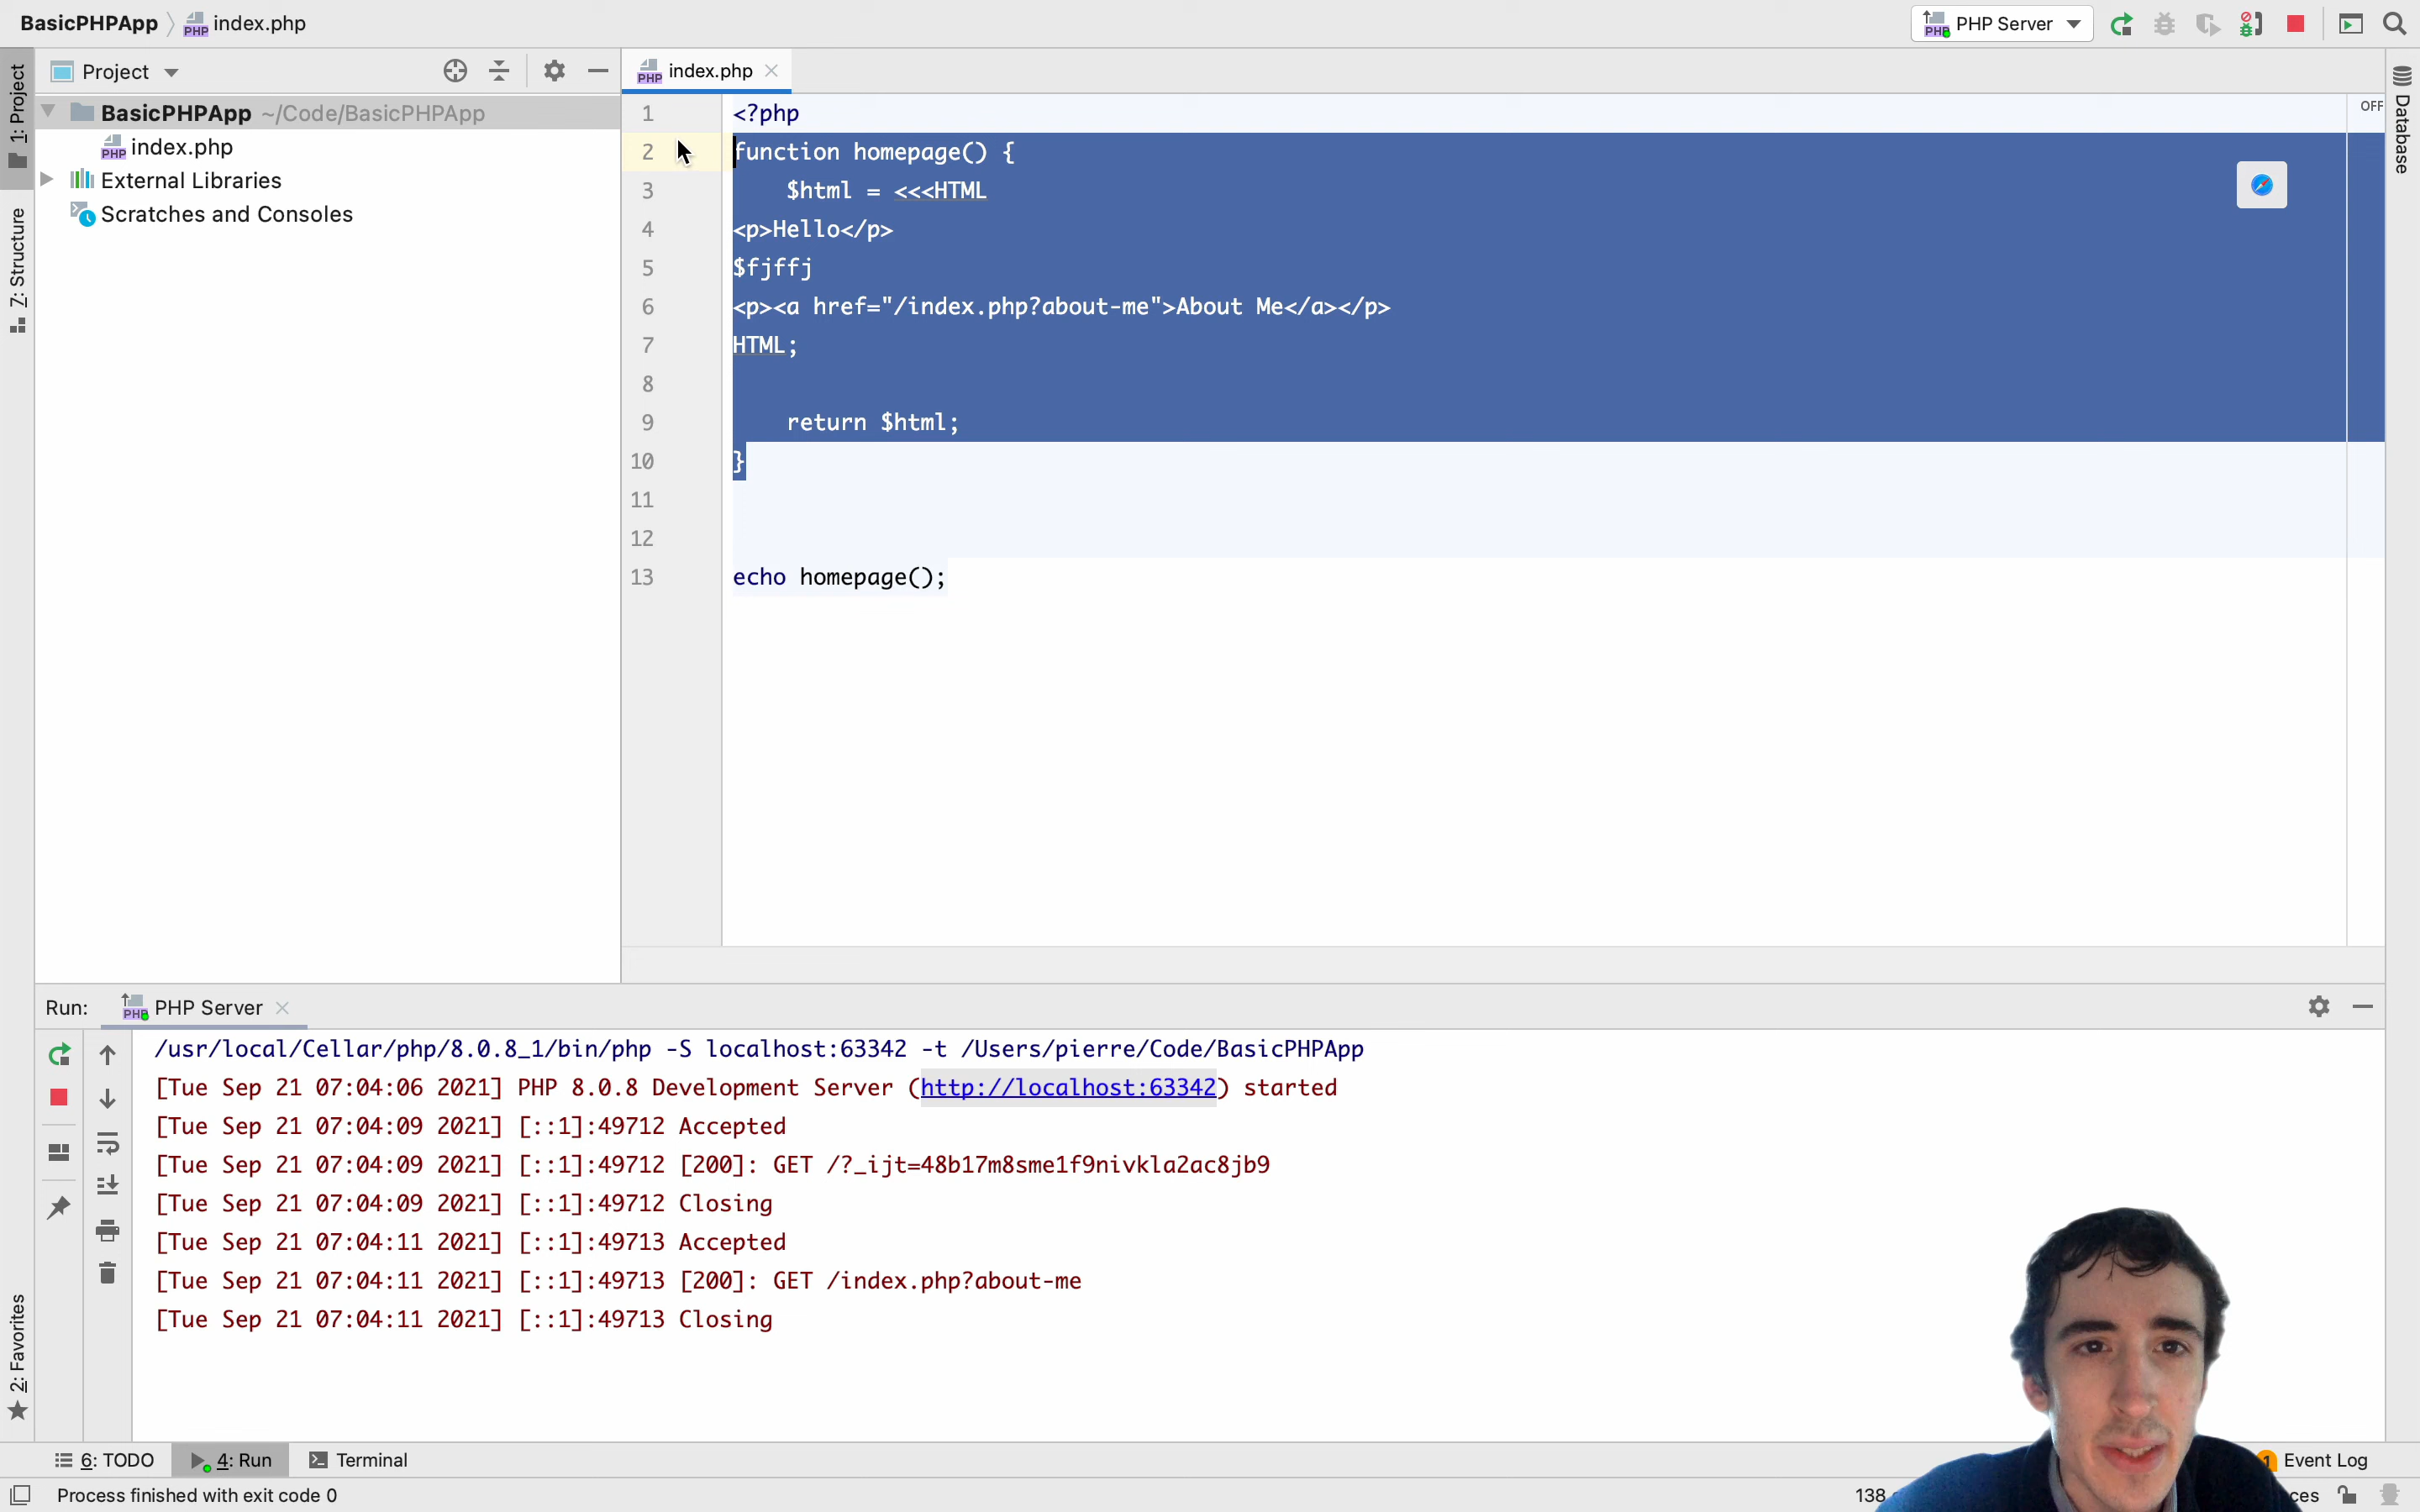 BasicPHPApp index.php
PHP Server
Project
index.php
OFF
1: Project
Z: Structure
2: Favorites
Database
BasicPHPApp ~/Code/BasicPHPApp
index.php
External Libraries
Scratches and Consoles
1 <?php
2 function homepage() {
3 $html = <<<HTML
4 <p>Hello</p>
5 $fjffj
6 <p><a href="/index.php?about-me">About Me</a></p>
7 HTML;
8
9 return $html;
10 }
11
12
13 echo homepage();
Run: PHP Server
/usr/local/Cellar/php/8.0.8_1/bin/php -S localhost:63342 -t /Users/pierre/Code/BasicPHPApp
[Tue Sep 21 07:04:06 2021] PHP 8.0.8 Development Server (http://localhost:63342) started
[Tue Sep 21 07:04:09 2021] [::1]:49712 Accepted
[Tue Sep 21 07:04:09 2021] [::1]:49712 [200]: GET /?_ijt=48b17m8sme1f9nivkla2ac8jb9
[Tue Sep 21 07:04:09 2021] [::1]:49712 Closing
[Tue Sep 21 07:04:11 2021] [::1]:49713 Accepted
[Tue Sep 21 07:04:11 2021] [::1]:49713 [200]: GET /index.php?about-me
[Tue Sep 21 07:04:11 2021] [::1]:49713 Closing
6: TODO 4: Run Terminal
1 Event Log
Process finished with exit code 0
138